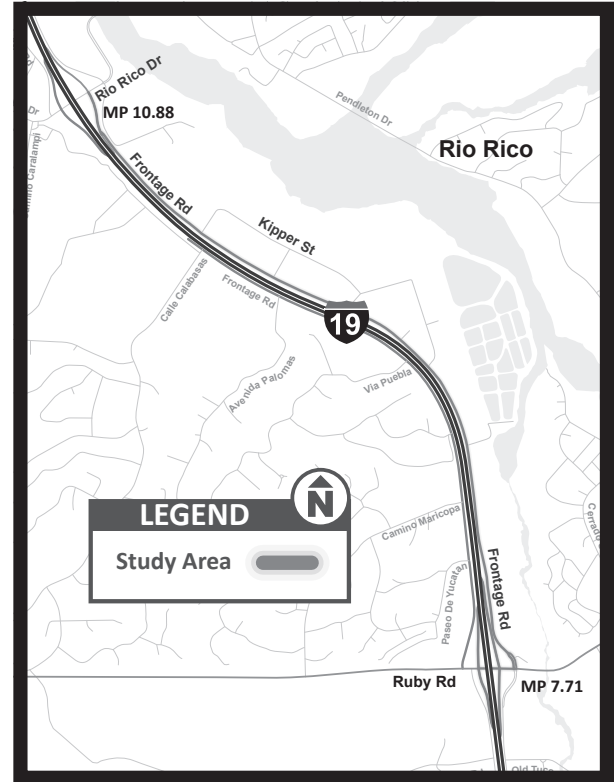 Rio Rico Dr
MP 10.88
Dr
Pendleton Dr
Rio Rico
Frontage Rd
Kipper St
Calle Calabasas
Frontage Rd
19
Avenida Palomas
Via Puebla
LEGEND
N
Study Area
Camino Maricopa
Paseo De Yucatan
Frontage Rd
Ruby Rd
MP 7.71